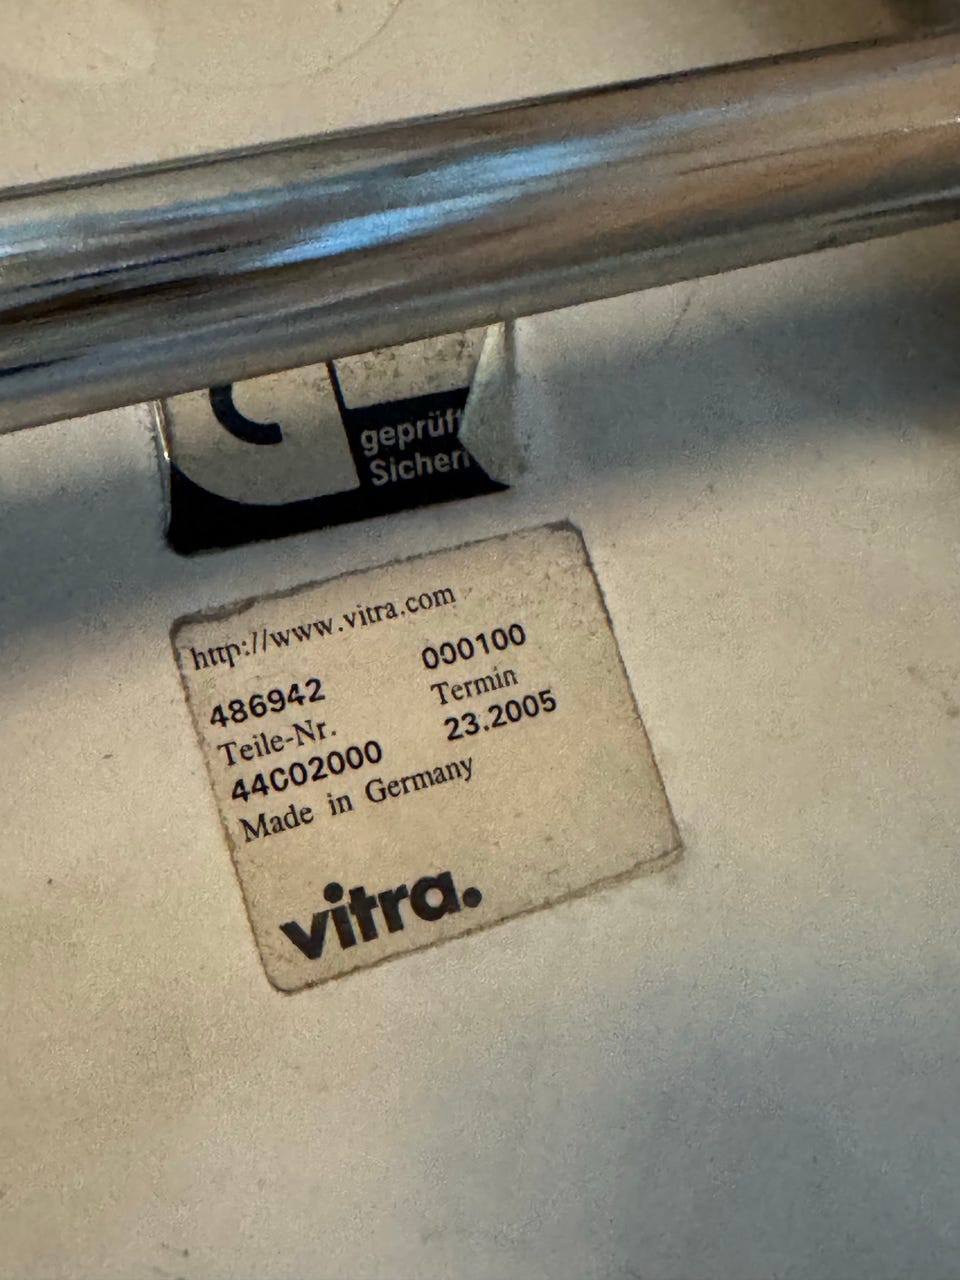 geprüft
Sicher
http://www.vitra.com
486942 000100
Teile-Nr. Termin
44C02000 23.2005
Made in Germany
vitra.